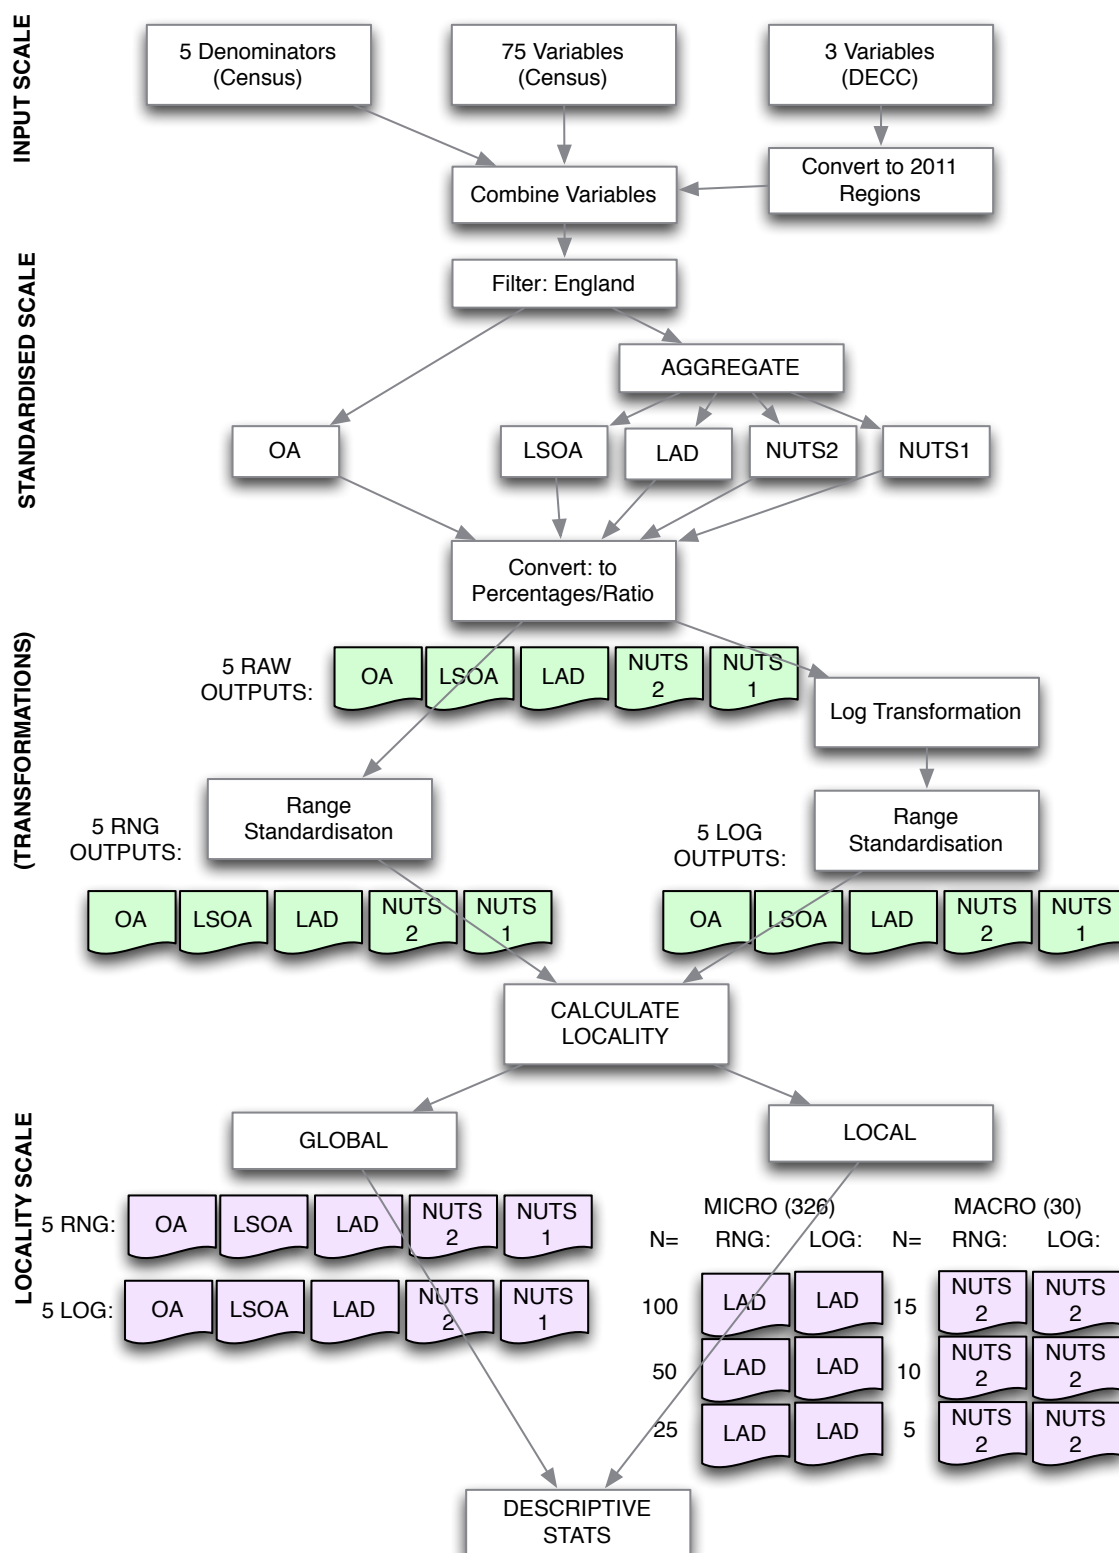 INPUT SCALE
5 Denominators
(Census)
75 Variables
(Census)
3 Variables
(DECC)
Combine Variables
Convert to 2011
Regions
STANDARDISED SCALE
Filter: England
AGGREGATE
OA
LSOA
LAD
NUTS2
NUTS1
Convert: to
Percentages/Ratio
(TRANSFORMATIONS)
5 RAW
OUTPUTS:
OA
LSOA
LAD
NUTS
2
NUTS
1
Log Transformation
Range
Standardisaton
Range
Standardisation
5 RNG
OUTPUTS:
OA
LSOA
LAD
NUTS
2
NUTS
1
5 LOG
OUTPUTS:
OA
LSOA
LAD
NUTS
2
NUTS
1
CALCULATE
LOCALITY
LOCALITY SCALE
GLOBAL
LOCAL
5 RNG:
OA
LSOA
LAD
NUTS
2
NUTS
1
5 LOG:
OA
LSOA
LAD
NUTS
2
NUTS
1
MICRO (326)
N= RNG: LOG:
100 LAD LAD
50 LAD LAD
25 LAD LAD
MACRO (30)
N= RNG: LOG:
15
NUTS
2
NUTS
2
10
NUTS
2
NUTS
2
5
NUTS
2
NUTS
2
DESCRIPTIVE
STATS